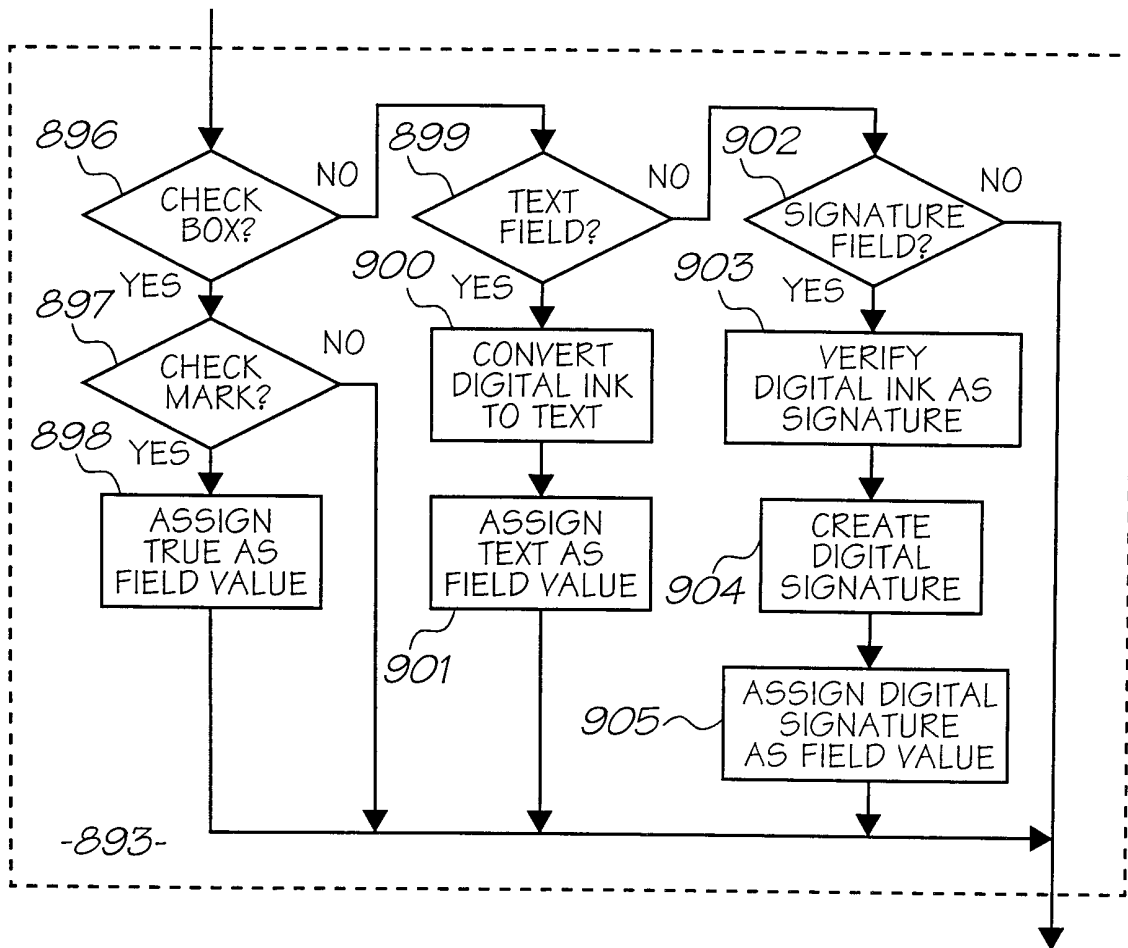 896
CHECK
BOX?
NO
YES
897
CHECK
MARK?
NO
YES
898
ASSIGN
TRUE AS
FIELD VALUE
899
TEXT
FIELD?
NO
YES
900
CONVERT
DIGITAL INK
TO TEXT
ASSIGN
TEXT AS
FIELD VALUE
901
902
SIGNATURE
FIELD?
NO
YES
903
VERIFY
DIGITAL INK AS
SIGNATURE
CREATE
DIGITAL
SIGNATURE
904
ASSIGN DIGITAL
SIGNATURE
AS FIELD VALUE
905
-893-